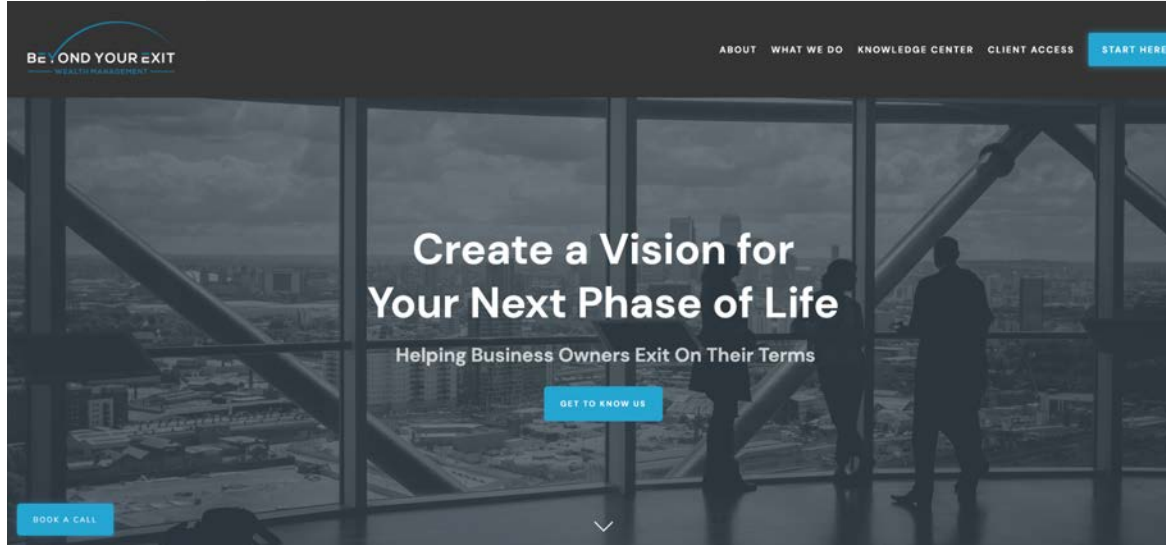 BEYOND YOUR EXIT
WEALTH MANAGEMENT
ABOUT WHAT WE DO KNOWLEDGE CENTER CLIENT ACCESS START HERE
Create a Vision for
Your Next Phase of Life
Helping Business Owners Exit On Their Terms
GET TO KNOW US
BOOK A CALL